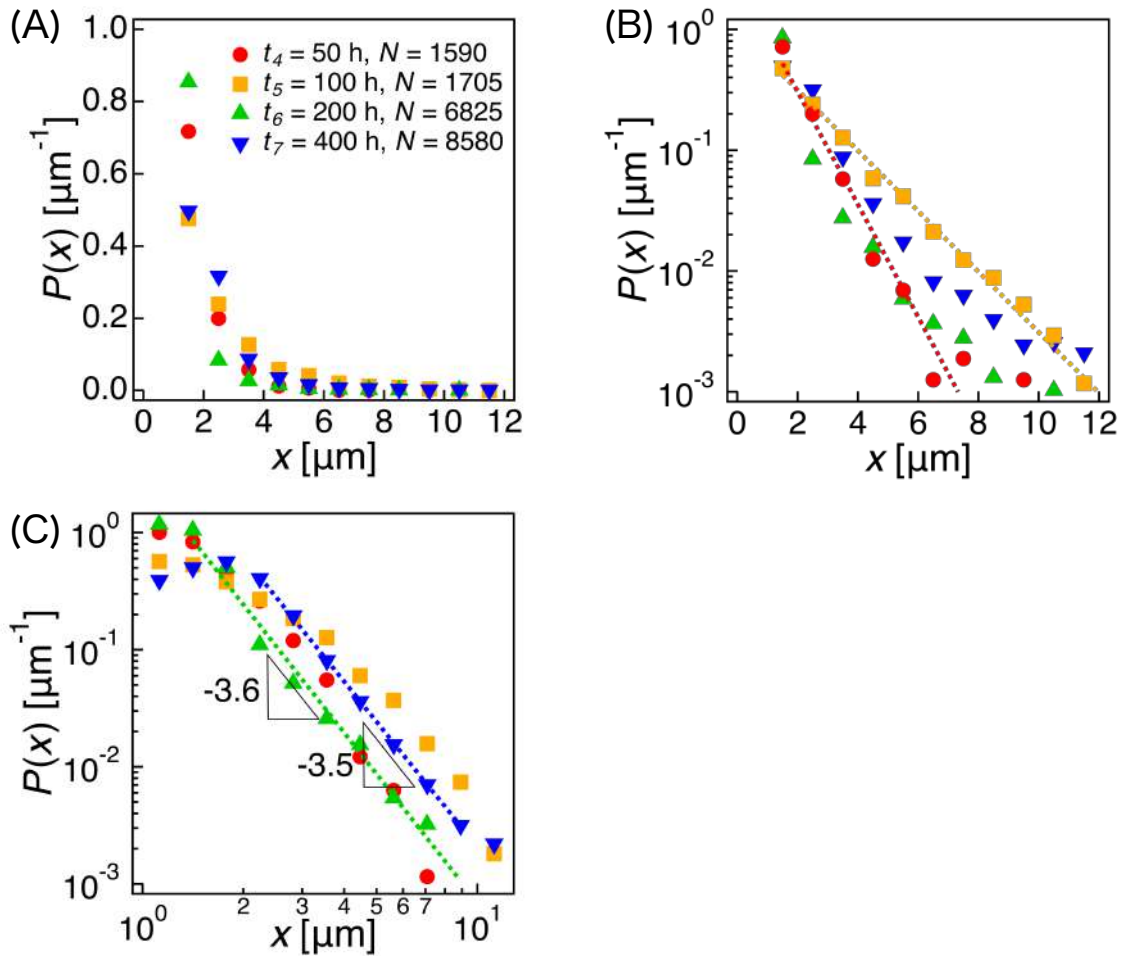 (A)
1.0
0.8
0.6
0.4
0.2
0.0
P(x) [μm⁻¹]
t₄ = 50 h, N = 1590
t₅ = 100 h, N = 1705
t₆ = 200 h, N = 6825
t₇ = 400 h, N = 8580
0 2 4 6 8 10 12
x [μm]
(B)
10⁰
10⁻¹
10⁻²
10⁻³
P(x) [μm⁻¹]
0 2 4 6 8 10 12
x [μm]
(C)
10⁰
10⁻¹
10⁻²
10⁻³
P(x) [μm⁻¹]
-3.6
-3.5
10⁰ 2 3 4 5 6 7 10¹
x [μm]